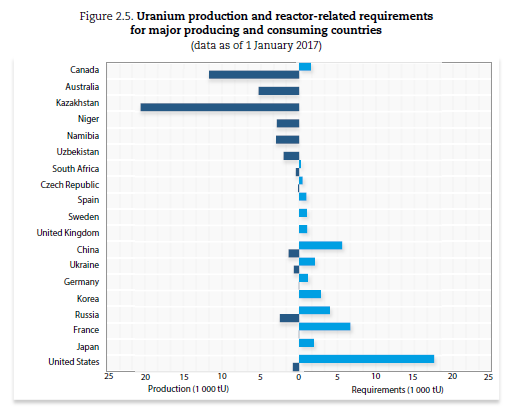 Figure 2.5. Uranium production and reactor-related requirements
for major producing and consuming countries
(data as of 1 January 2017)
Canada
Australia
Kazakhstan
Niger
Namibia
Uzbekistan
South Africa
Czech Republic
Spain
Sweden
United Kingdom
China
Ukraine
Germany
Korea
Russia
France
Japan
United States
25 20 15 10 5 0 5 10 15 20 25
Production (1 000 tU) Requirements (1 000 tU)